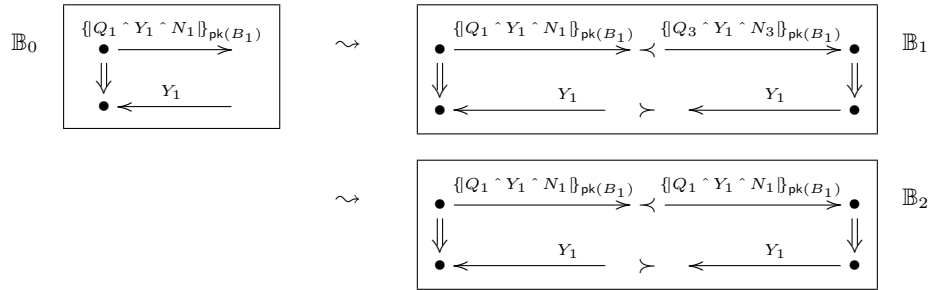 {|Q₁ ˆ Y₁ ˆ N₁|}pk(B₁) {|Q₁ ˆ Y₁ ˆ N₁|}pk(B₁) {|Q₃ ˆ Y₁ ˆ N₃|}pk(B₁)
𝔹₀ • ⟶ ⇝ • ⟶ ≺ ⟶ • 𝔹₁
Y₁ Y₁ Y₁
• ⟵ • ⟵ ≻ ⟵ •
{|Q₁ ˆ Y₁ ˆ N₁|}pk(B₁) {|Q₁ ˆ Y₁ ˆ N₁|}pk(B₁)
⇝ • ⟶ ≺ ⟶ • 𝔹₂
Y₁ Y₁
• ⟵ ≻ ⟵ •